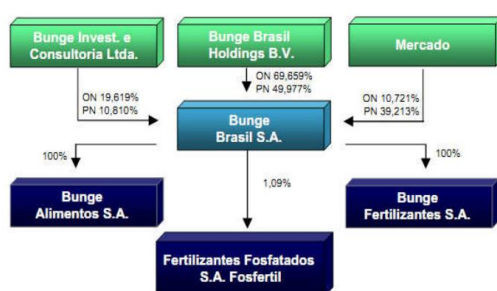 Bunge Invest. e
Consultoria Ltda.
Bunge Brasil
Holdings B.V.
Mercado
ON 19,619%
PN 10,810%
ON 69,659%
PN 49,977%
ON 10,721%
PN 39,213%
Bunge
Brasil S.A.
100%
100%
1,09%
Bunge
Alimentos S.A.
Bunge
Fertilizantes S.A.
Fertilizantes Fosfatados
S.A. Fosfertil